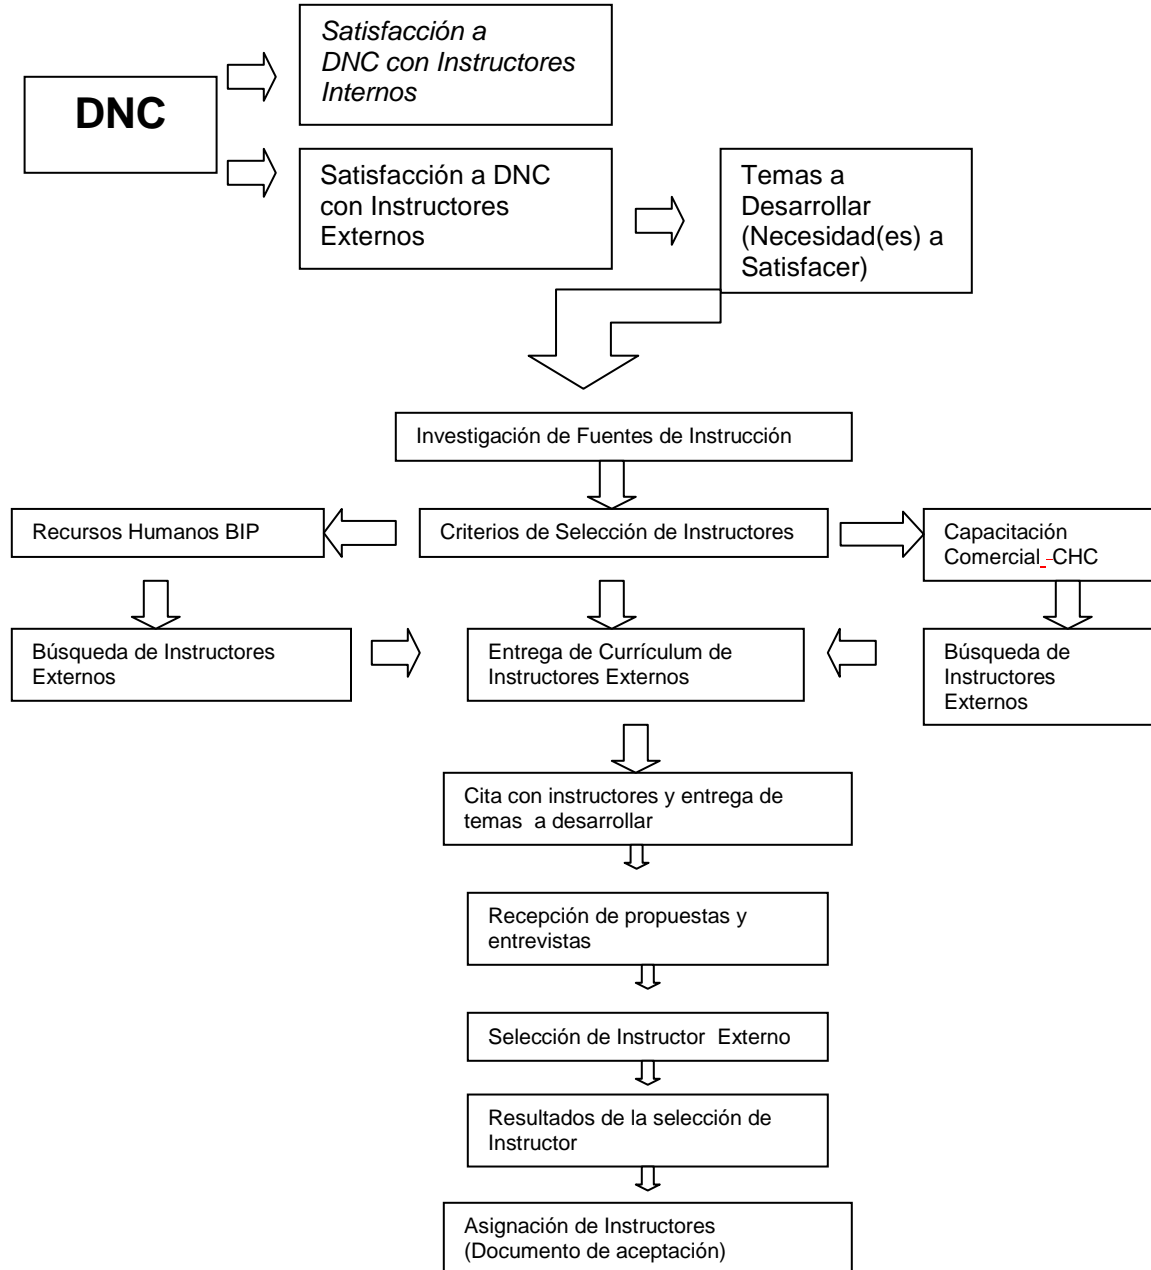 Satisfacción a
DNC con Instructores
Internos
DNC
Satisfacción a DNC
con Instructores
Externos
Temas a
Desarrollar
(Necesidad(es) a
Satisfacer)
Investigación de Fuentes de Instrucción
Recursos Humanos BIP
Criterios de Selección de Instructores
Capacitación
Comercial -CHC
Búsqueda de Instructores
Externos
Entrega de Currículum de
Instructores Externos
Búsqueda de
Instructores
Externos
Cita con instructores y entrega de
temas a desarrollar
Recepción de propuestas y
entrevistas
Selección de Instructor Externo
Resultados de la selección de
Instructor
Asignación de Instructores
(Documento de aceptación)